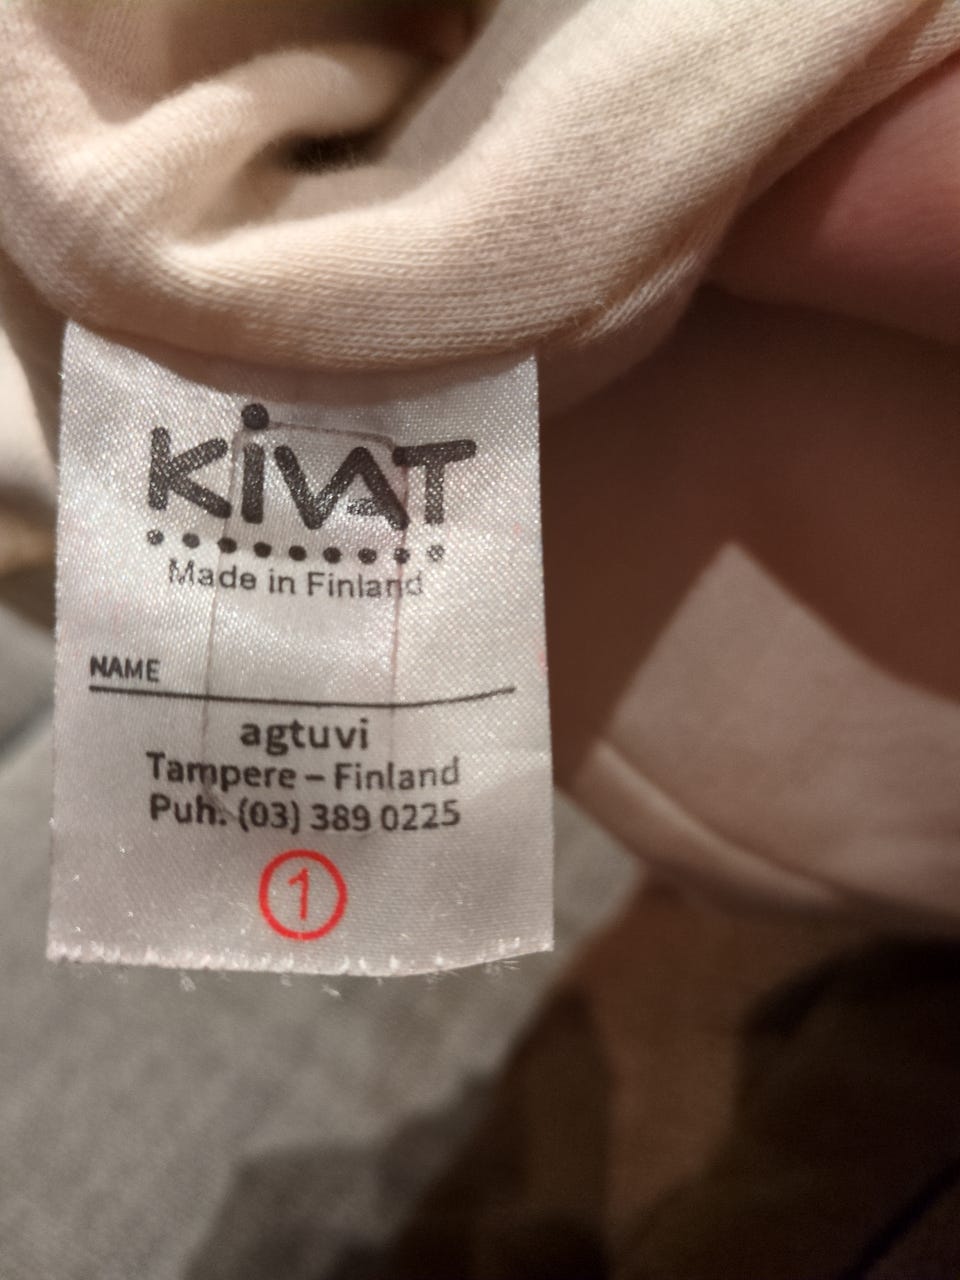 KIVAT
Made in Finland
NAME
agtuvi
Tampere – Finland
Puh. (03) 389 0225
1